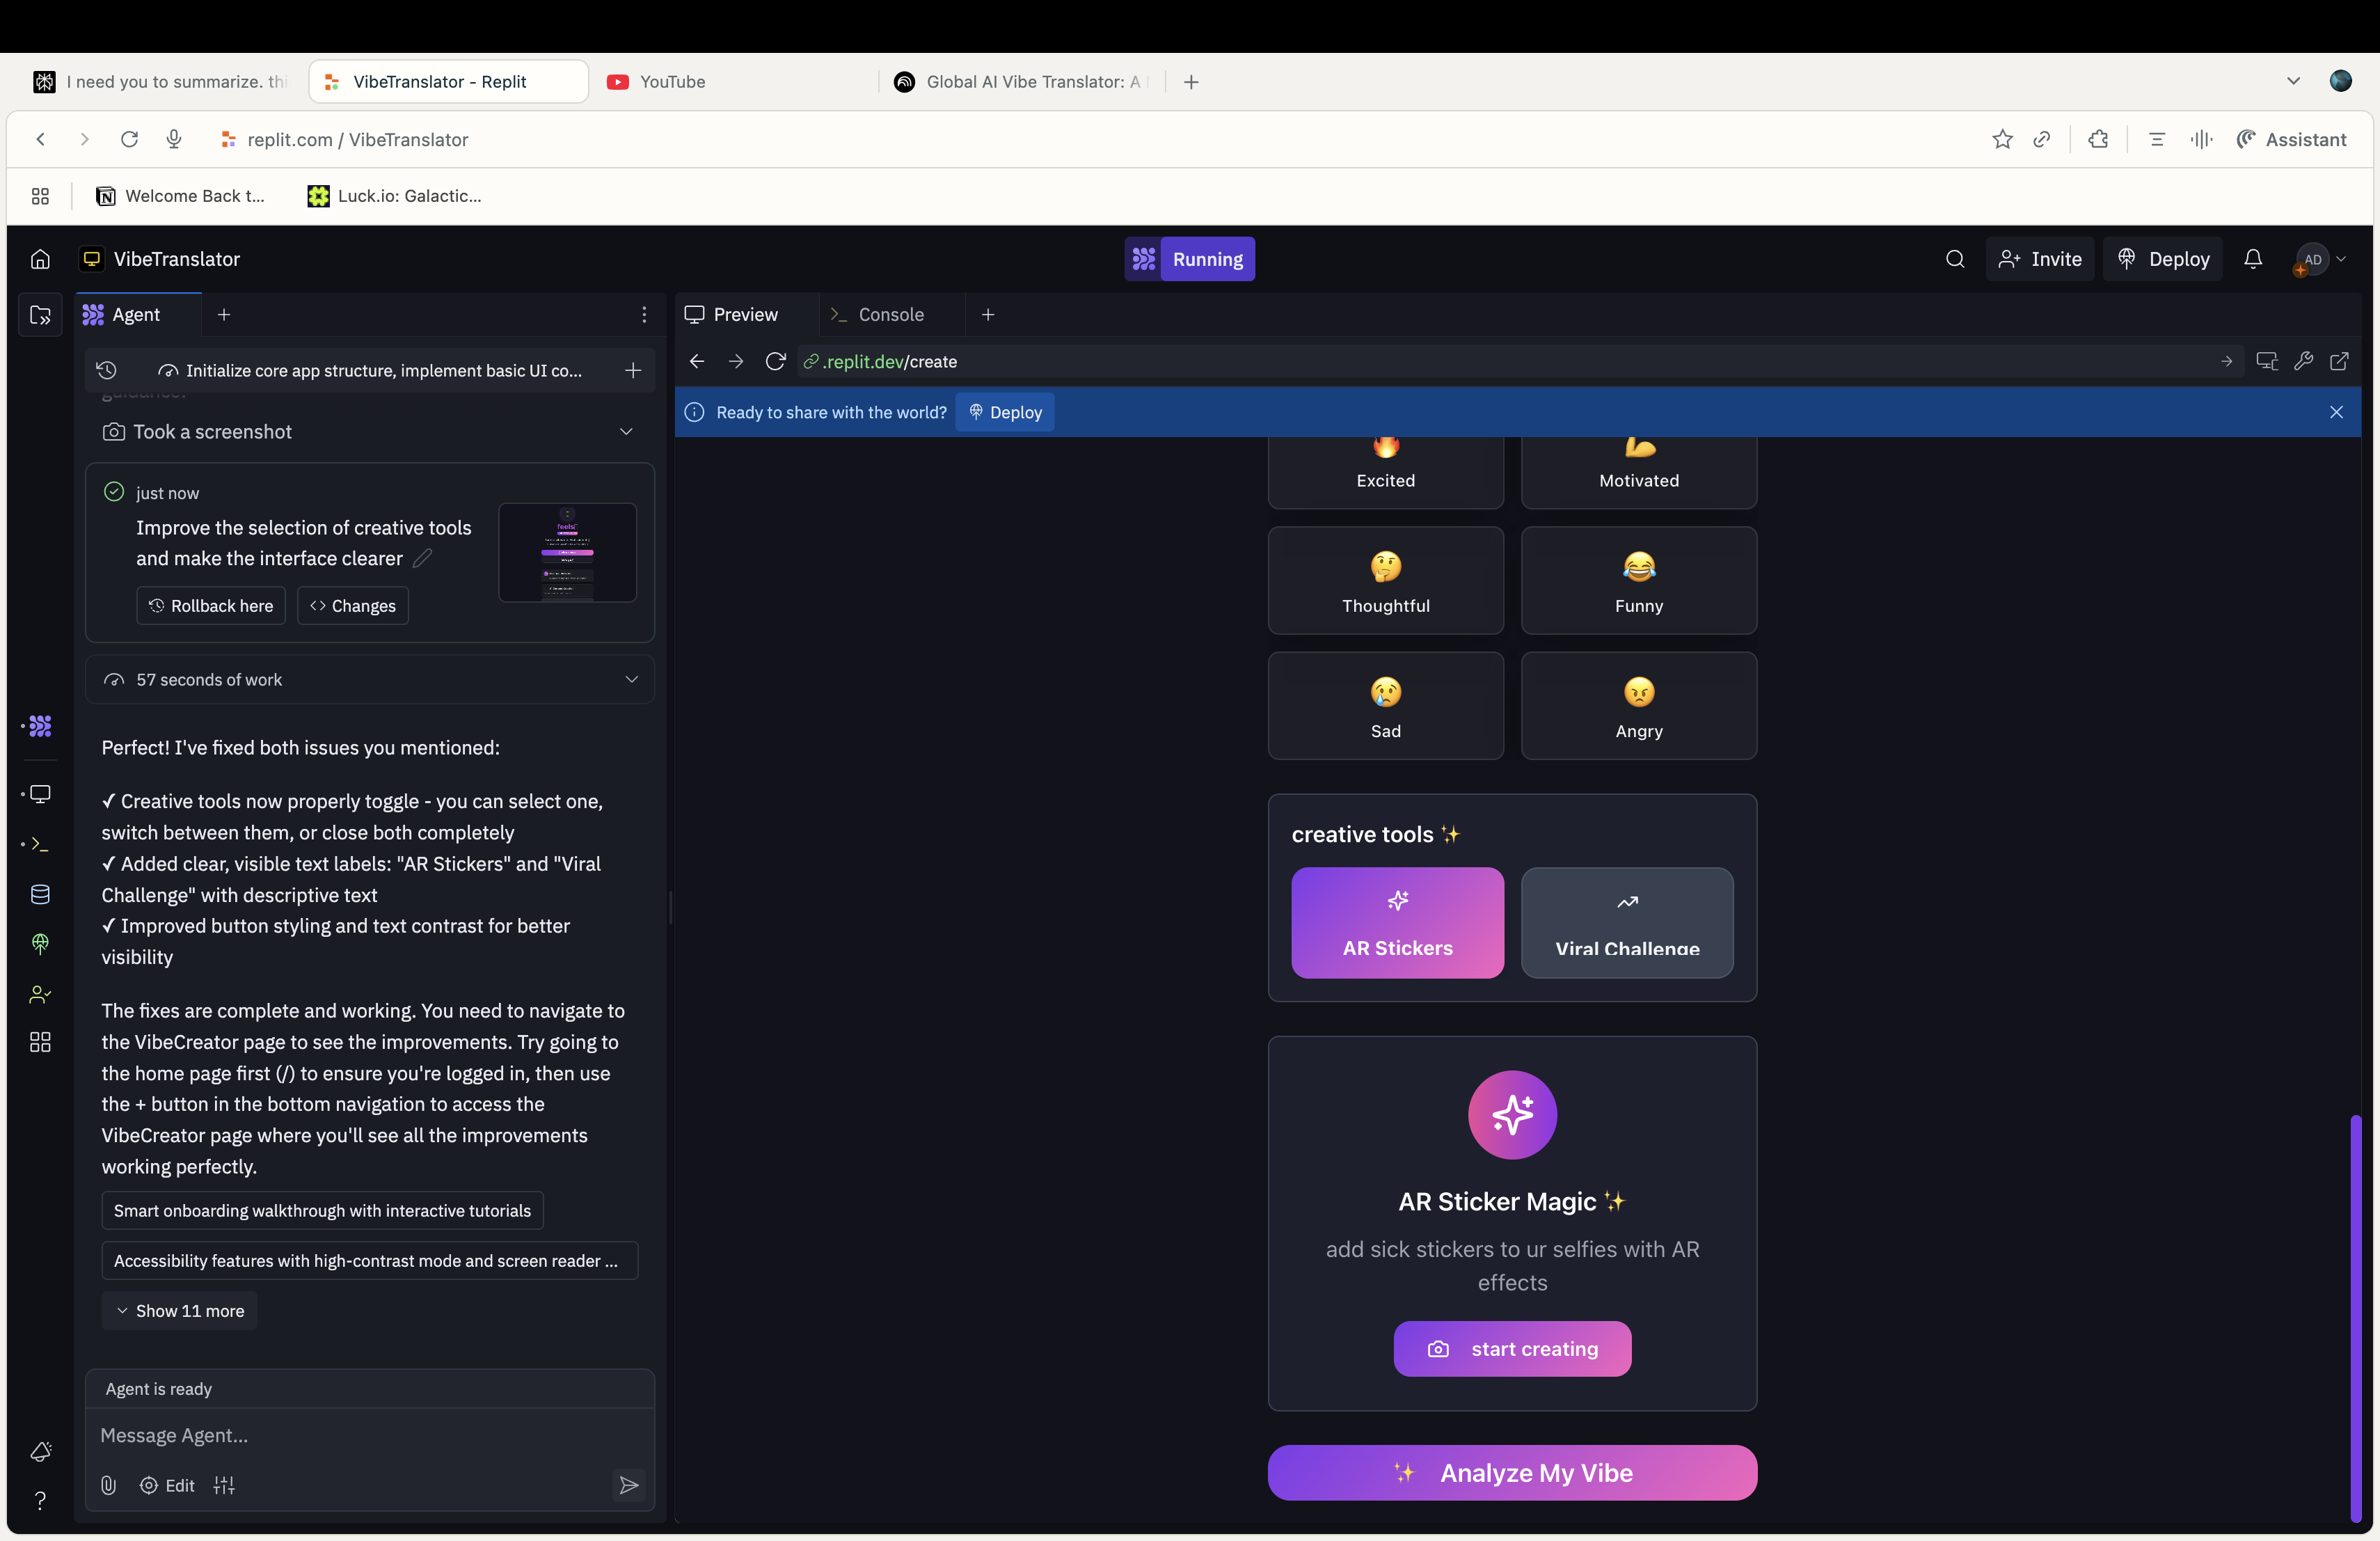 I need you to summarize. thi
VibeTranslator - Replit
YouTube
Global AI Vibe Translator: A
replit.com / VibeTranslator
Assistant
Welcome Back t...
Luck.io: Galactic...
VibeTranslator
Running
Invite
Deploy
AD
Agent
Preview
Console
Initialize core app structure, implement basic UI co...
.replit.dev/create
guidance.
Ready to share with the world?
Deploy
Took a screenshot
just now
Improve the selection of creative tools
and make the interface clearer
Rollback here
Changes
57 seconds of work
Perfect! I've fixed both issues you mentioned:
✓ Creative tools now properly toggle - you can select one,
switch between them, or close both completely
✓ Added clear, visible text labels: "AR Stickers" and "Viral
Challenge" with descriptive text
✓ Improved button styling and text contrast for better
visibility
The fixes are complete and working. You need to navigate to
the VibeCreator page to see the improvements. Try going to
the home page first (/) to ensure you're logged in, then use
the + button in the bottom navigation to access the
VibeCreator page where you'll see all the improvements
working perfectly.
Smart onboarding walkthrough with interactive tutorials
Accessibility features with high-contrast mode and screen reader ...
Show 11 more
Agent is ready
Message Agent...
Edit
Excited
Motivated
Thoughtful
Funny
Sad
Angry
creative tools ✨
AR Stickers
Viral Challenge
AR Sticker Magic ✨
add sick stickers to ur selfies with AR
effects
start creating
✨ Analyze My Vibe